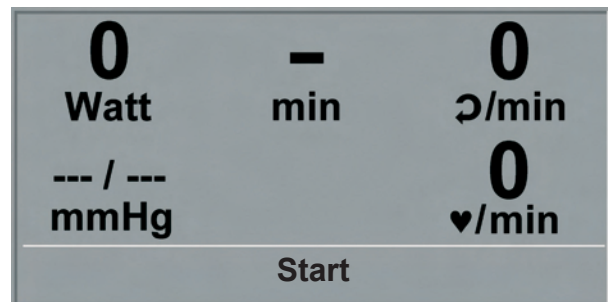 0 – 0
Watt min ⊃/min
--- / --- 0
mmHg ♥/min
Start